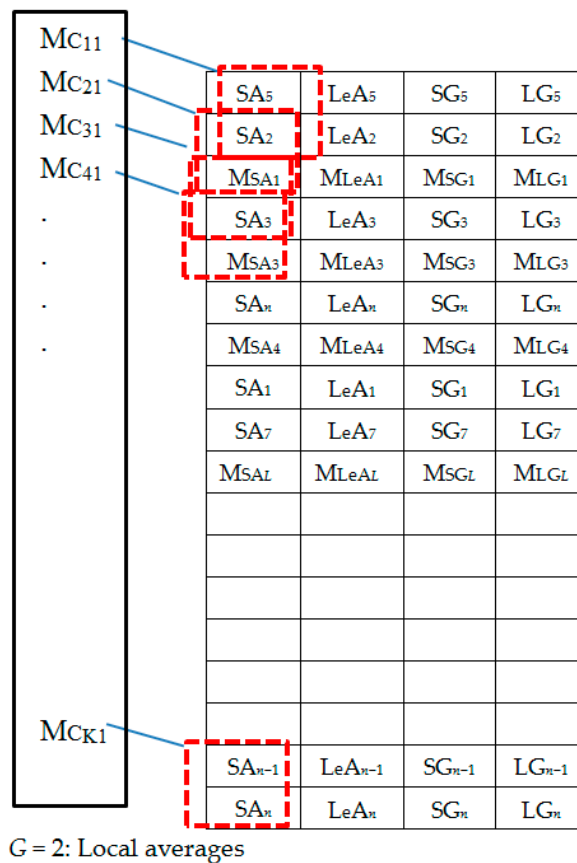 Mc11
Mc21
Mc31
Mc41
.
.
.
.
McK1
SA5 LeA5 SG5 LG5
SA2 LeA2 SG2 LG2
MSA1 MLeA1 MSG1 MLG1
SA3 LeA3 SG3 LG3
MSA3 MLeA3 MSG3 MLG3
SAn LeAn SGn LGn
MSA4 MLeA4 MSG4 MLG4
SA1 LeA1 SG1 LG1
SA7 LeA7 SG7 LG7
MSAL MLeAL MSGL MLGL
SAn−1 LeAn−1 SGn−1 LGn−1
SAn LeAn SGn LGn
G = 2: Local averages